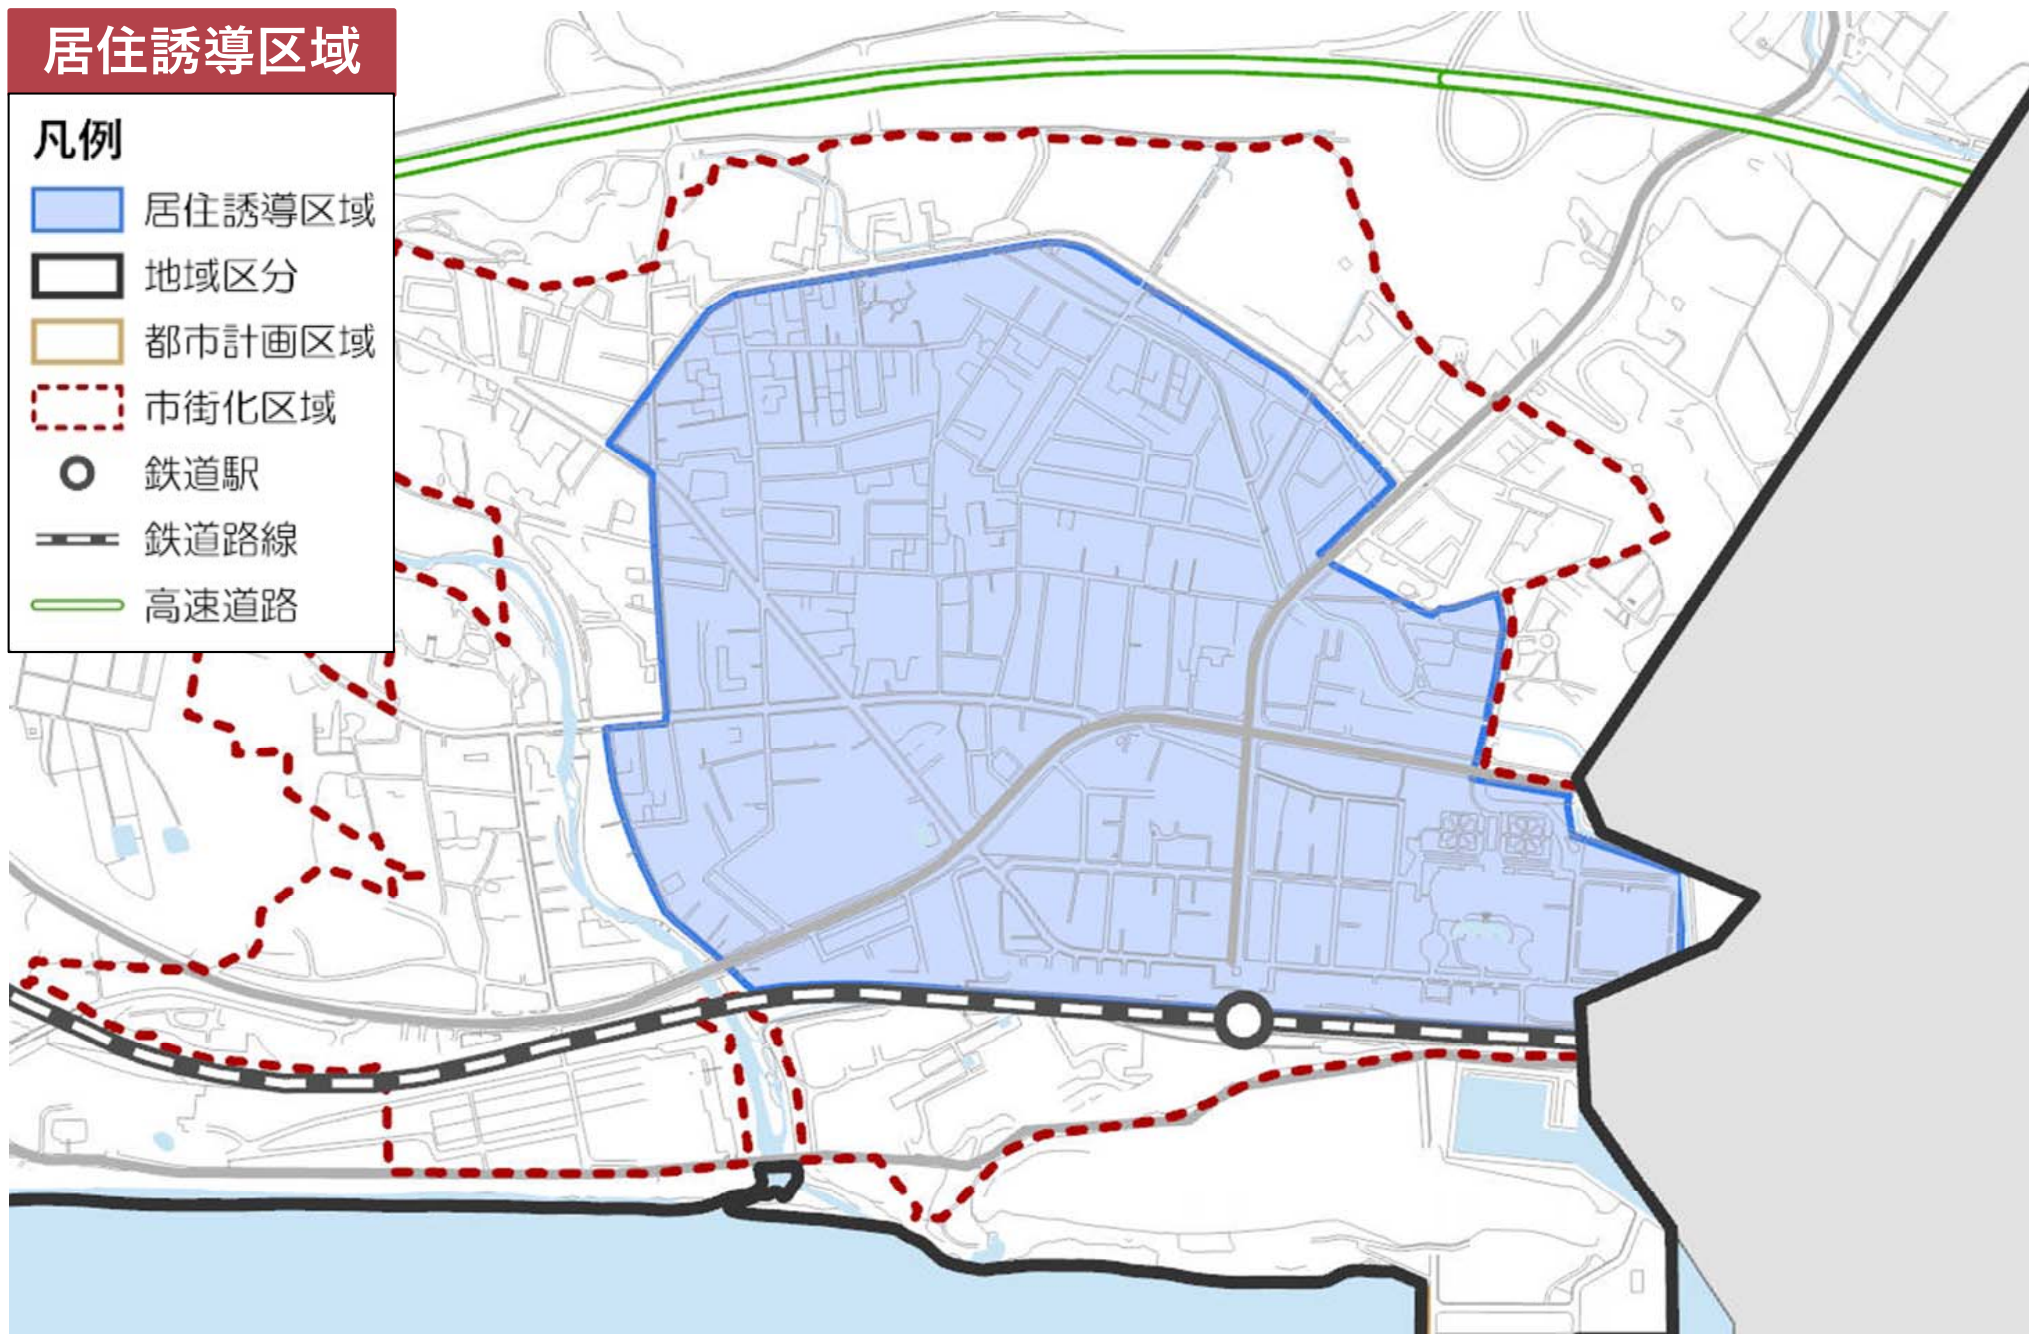 居住誘導区域
凡例
居住誘導区域
地域区分
都市計画区域
市街化区域
鉄道駅
鉄道路線
高速道路